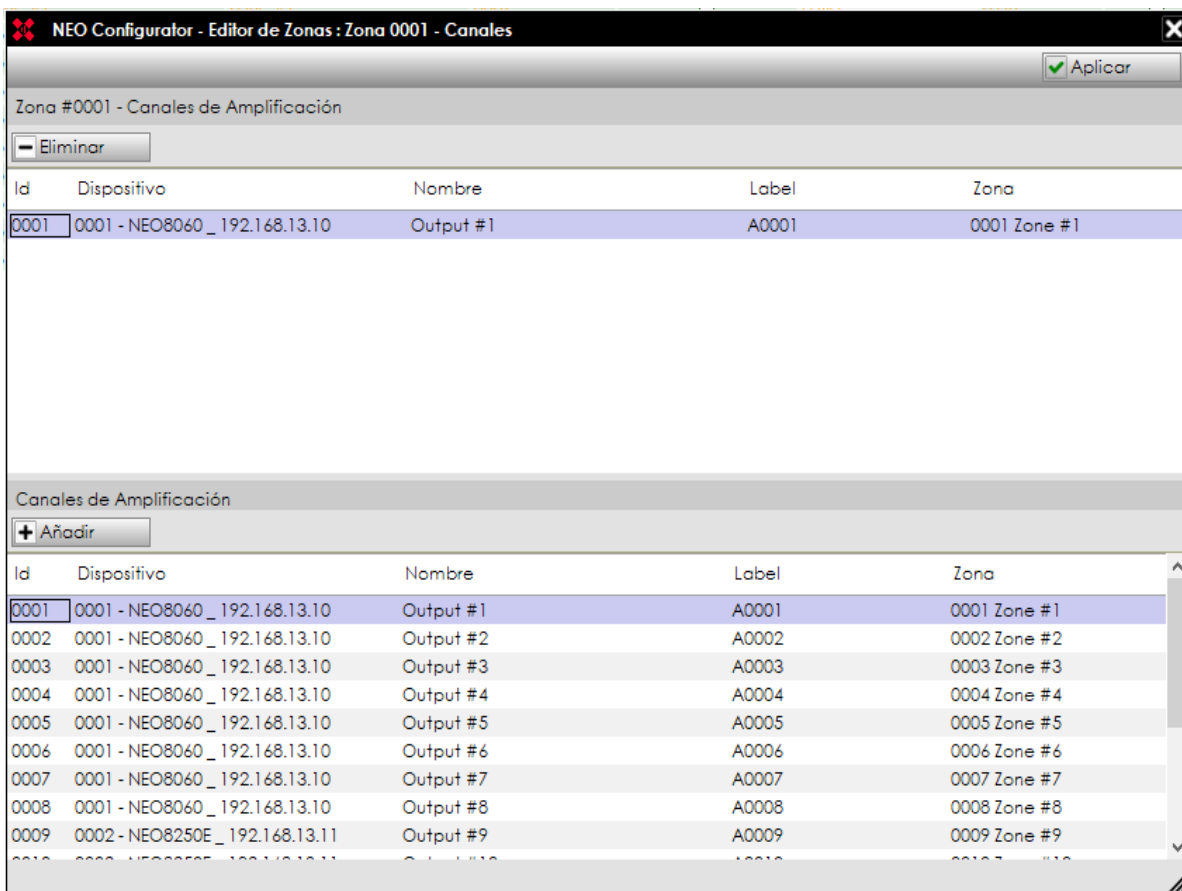 NEO Configurator - Editor de Zonas : Zona 0001 - Canales
Aplicar
Zona #0001 - Canales de Amplificación
Eliminar
Id Dispositivo Nombre Label Zona
0001 0001 - NEO8060 _ 192.168.13.10 Output #1 A0001 0001 Zone #1
Canales de Amplificación
Añadir
Id Dispositivo Nombre Label Zona
0001 0001 - NEO8060 _ 192.168.13.10 Output #1 A0001 0001 Zone #1
0002 0001 - NEO8060 _ 192.168.13.10 Output #2 A0002 0002 Zone #2
0003 0001 - NEO8060 _ 192.168.13.10 Output #3 A0003 0003 Zone #3
0004 0001 - NEO8060 _ 192.168.13.10 Output #4 A0004 0004 Zone #4
0005 0001 - NEO8060 _ 192.168.13.10 Output #5 A0005 0005 Zone #5
0006 0001 - NEO8060 _ 192.168.13.10 Output #6 A0006 0006 Zone #6
0007 0001 - NEO8060 _ 192.168.13.10 Output #7 A0007 0007 Zone #7
0008 0001 - NEO8060 _ 192.168.13.10 Output #8 A0008 0008 Zone #8
0009 0002 - NEO8250E _ 192.168.13.11 Output #9 A0009 0009 Zone #9